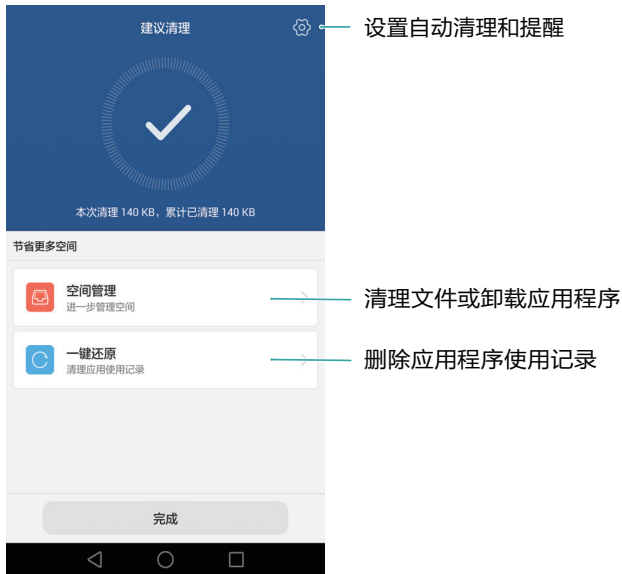 建议清理
设置自动清理和提醒
本次清理 140 KB，累计已清理 140 KB
节省更多空间
空间管理
进一步管理空间
清理文件或卸载应用程序
一键还原
清理应用使用记录
删除应用程序使用记录
完成